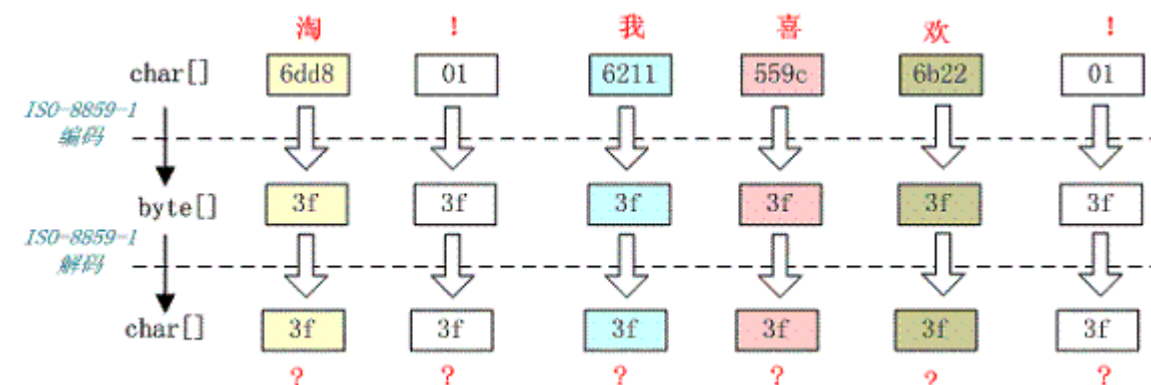 淘 ! 我 喜 欢 !
char[] 6dd8 01 6211 559c 6b22 01
ISO-8859-1
编码
byte[] 3f 3f 3f 3f 3f 3f
ISO-8859-1
解码
char[] 3f 3f 3f 3f 3f 3f
? ? ? ? ? ?